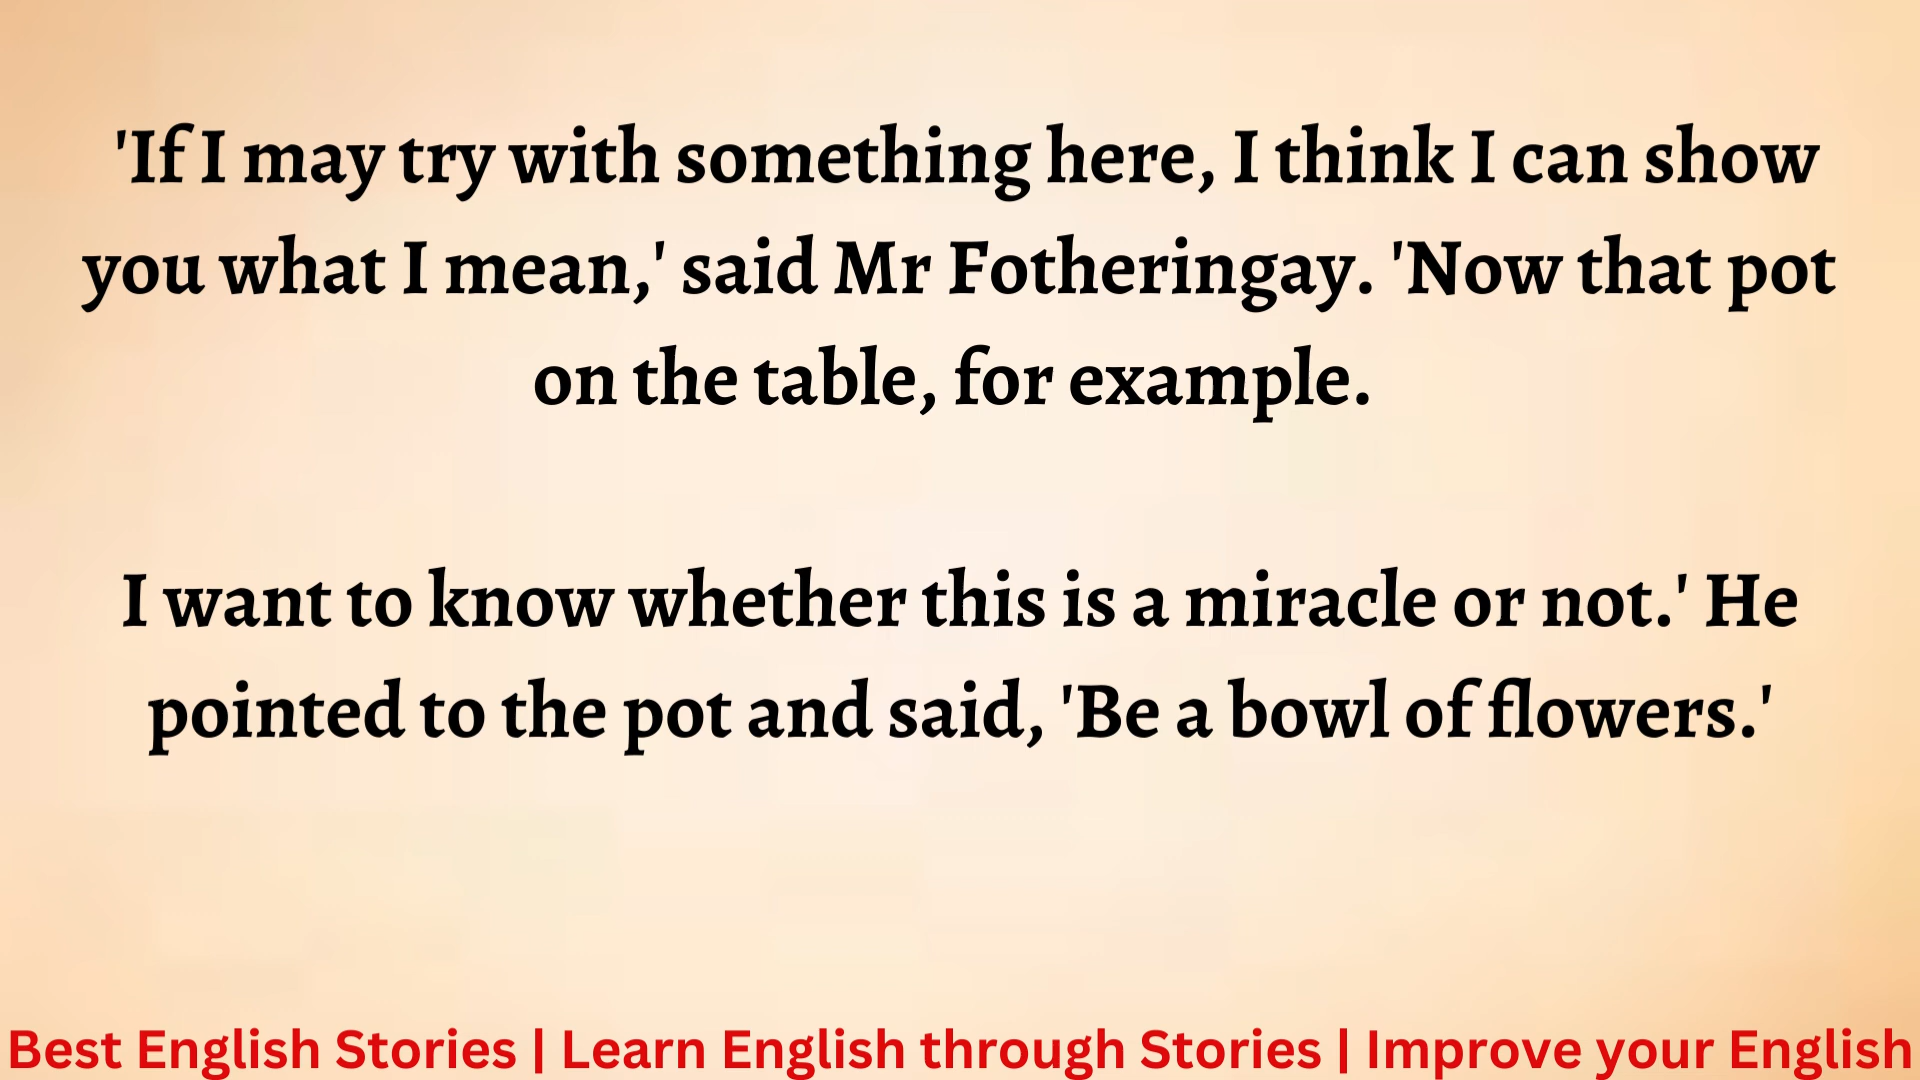 'If I may try with something here, I think I can show
you what I mean,' said Mr Fotheringay. 'Now that pot
on the table, for example.
I want to know whether this is a miracle or not.' He
pointed to the pot and said, 'Be a bowl of flowers.'
Best English Stories | Learn English through Stories | Improve your English